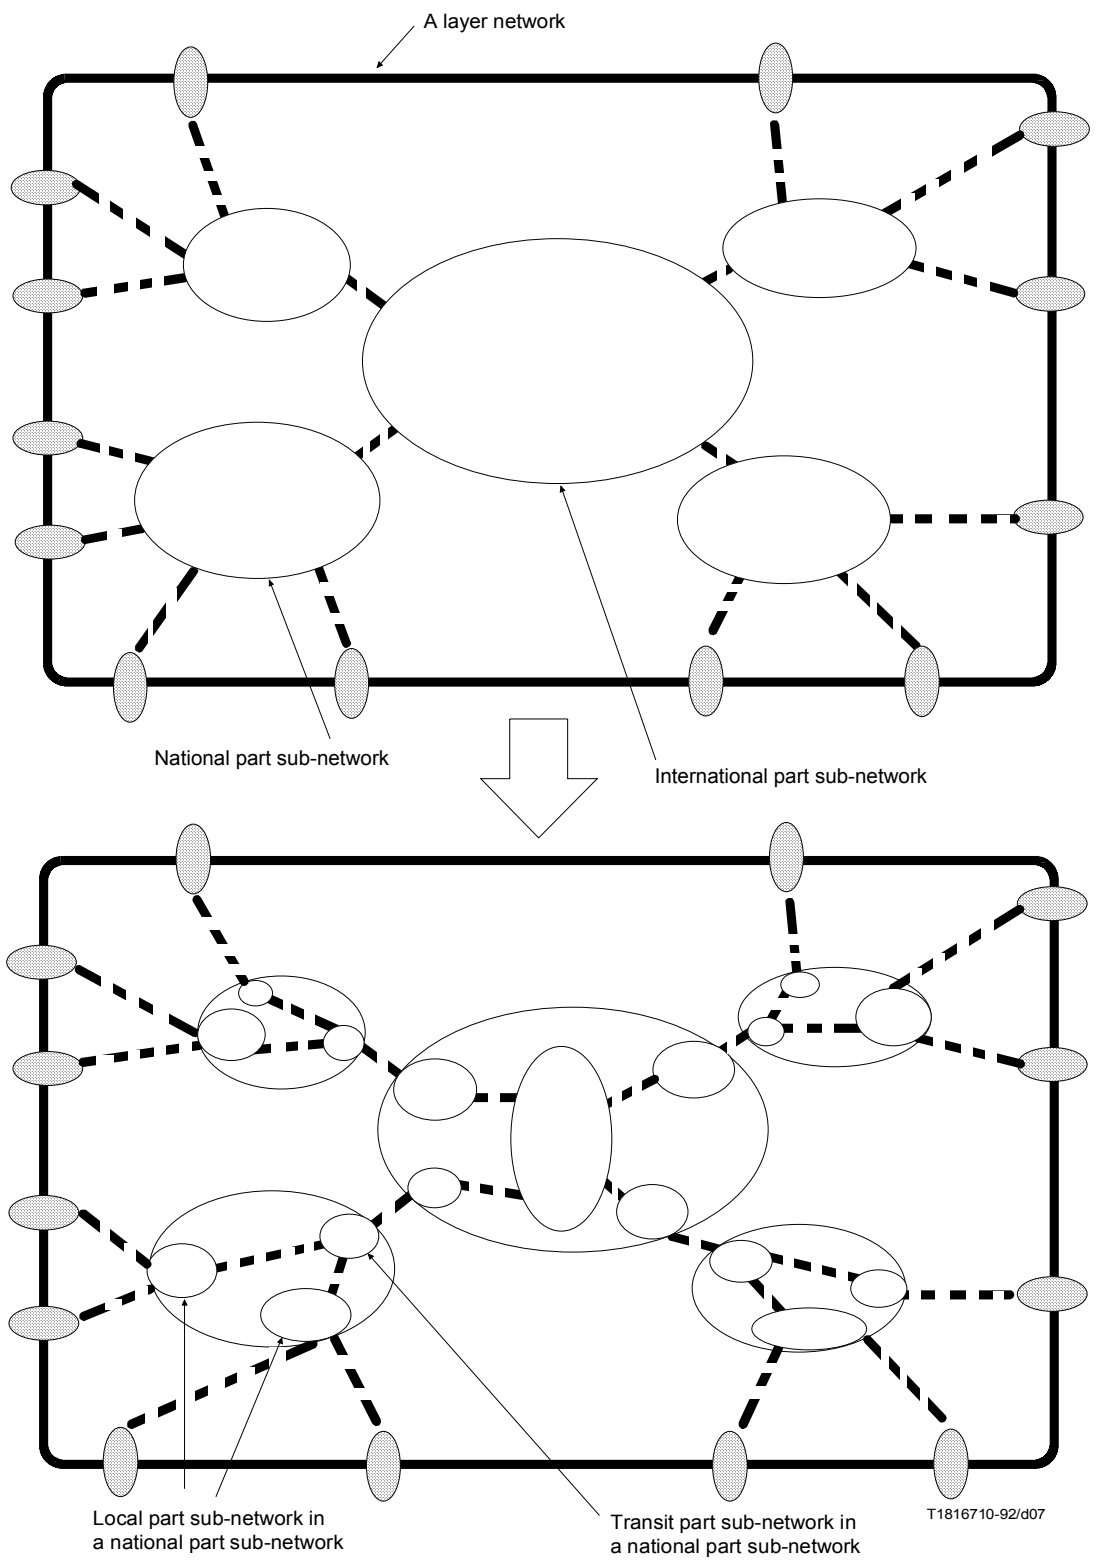 A layer network
National part sub-network
International part sub-network
Local part sub-network in
a national part sub-network
Transit part sub-network in
a national part sub-network
T1816710-92/d07